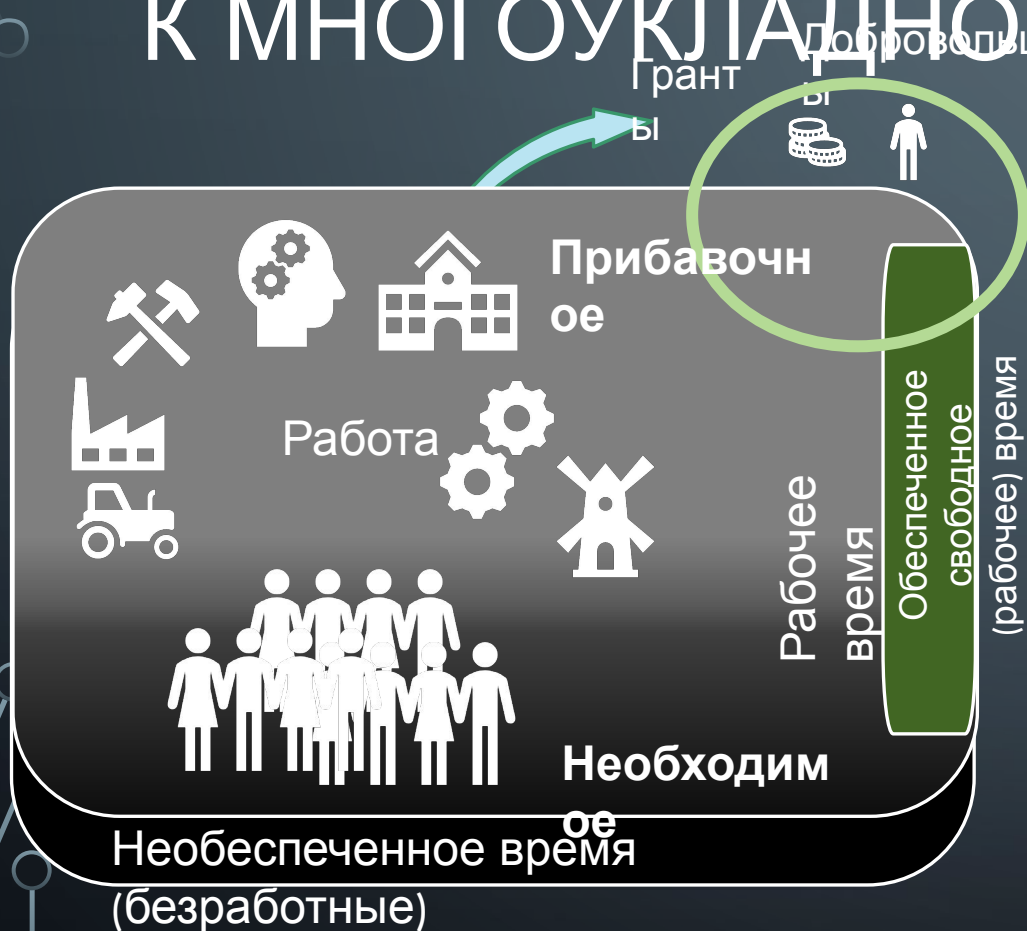 К МНОГОУКЛАДНО
Добровольц
ы
Грант
ы
Прибавочн
ое
Работа
Рабочее
время
Обеспеченное
свободное
(рабочее) время
Необходим
ое
Необеспеченное время
(безработные)